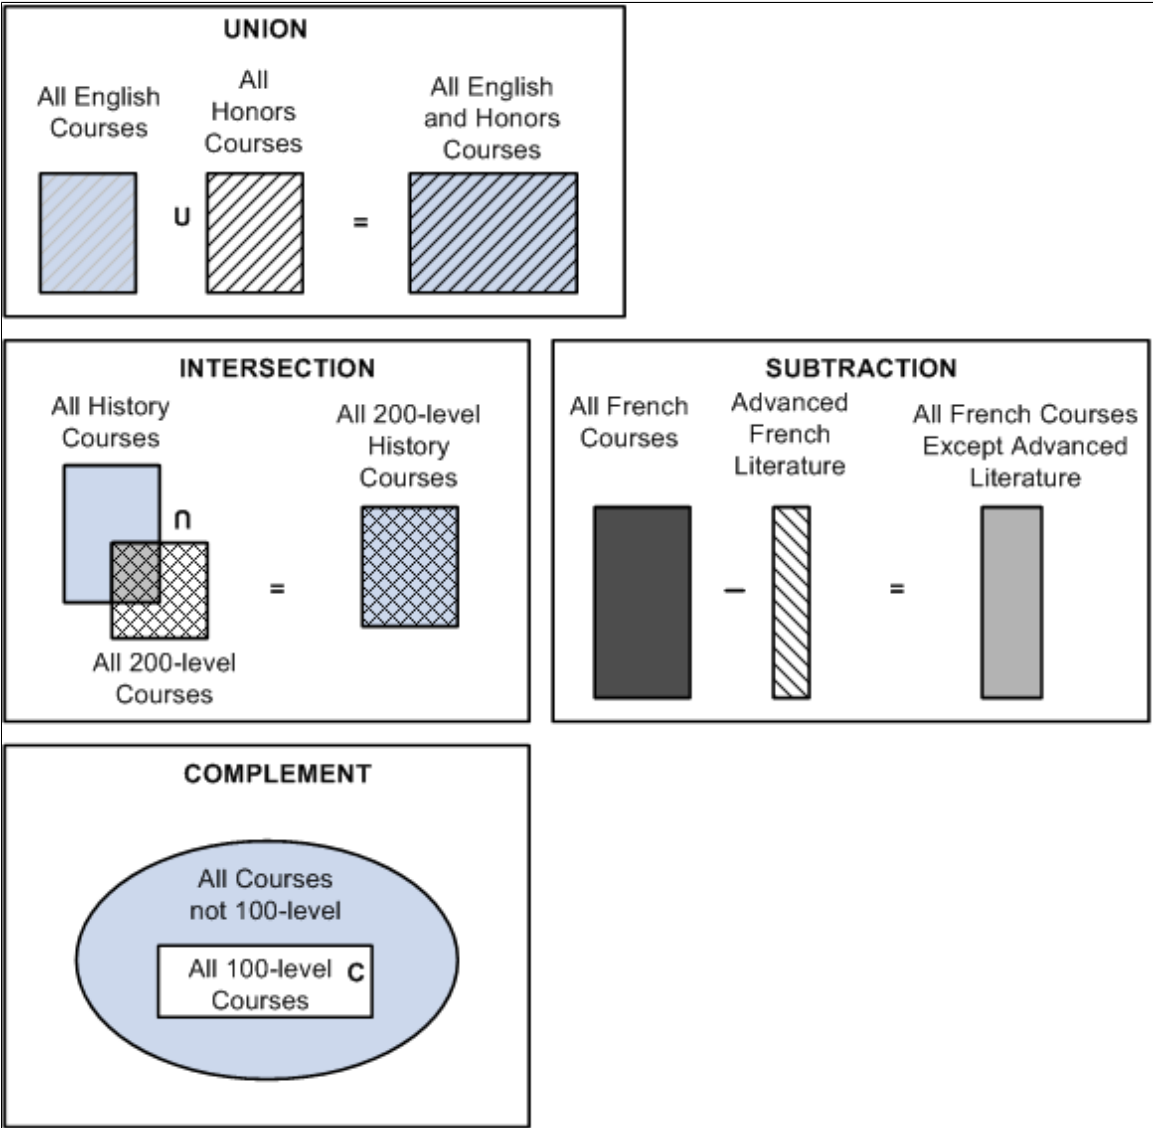 UNION
All English
Courses
All
Honors
Courses
All English
and Honors
Courses
U
=
INTERSECTION
All History
Courses
All 200-level
History
Courses
∩
=
All 200-level
Courses
SUBTRACTION
All French
Courses
Advanced
French
Literature
All French Courses
Except Advanced
Literature
–
=
COMPLEMENT
All Courses
not 100-level
All 100-level C
Courses